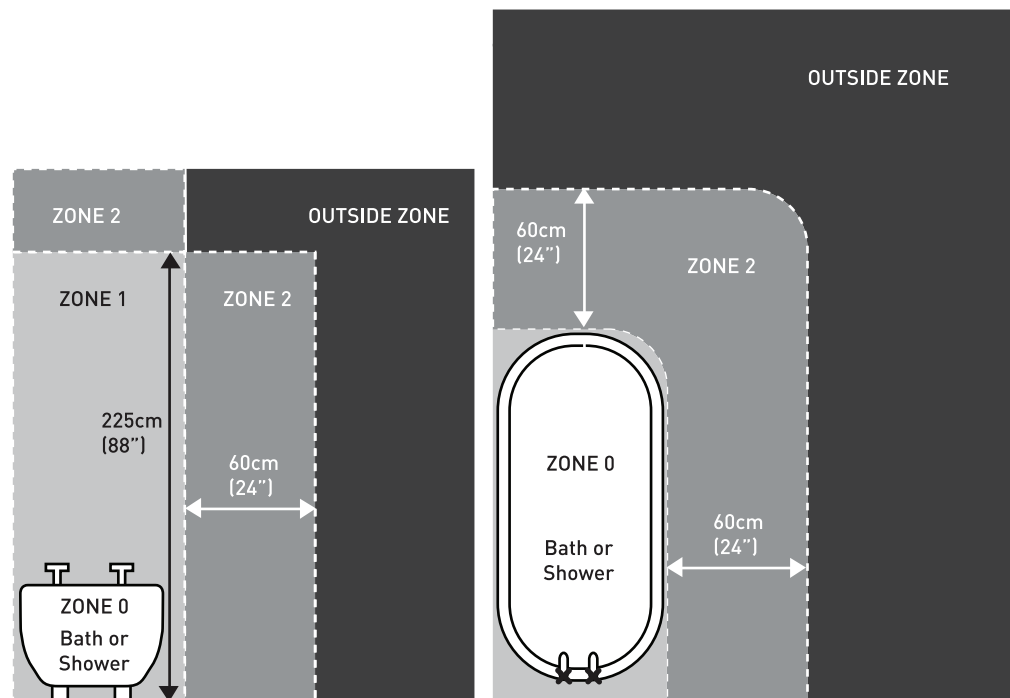 ZONE 2
OUTSIDE ZONE
ZONE 1
ZONE 2
225cm
(88”)
60cm
(24”)
ZONE 0
Bath or
Shower
OUTSIDE ZONE
60cm
(24”)
ZONE 2
ZONE 0
Bath or
Shower
60cm
(24”)